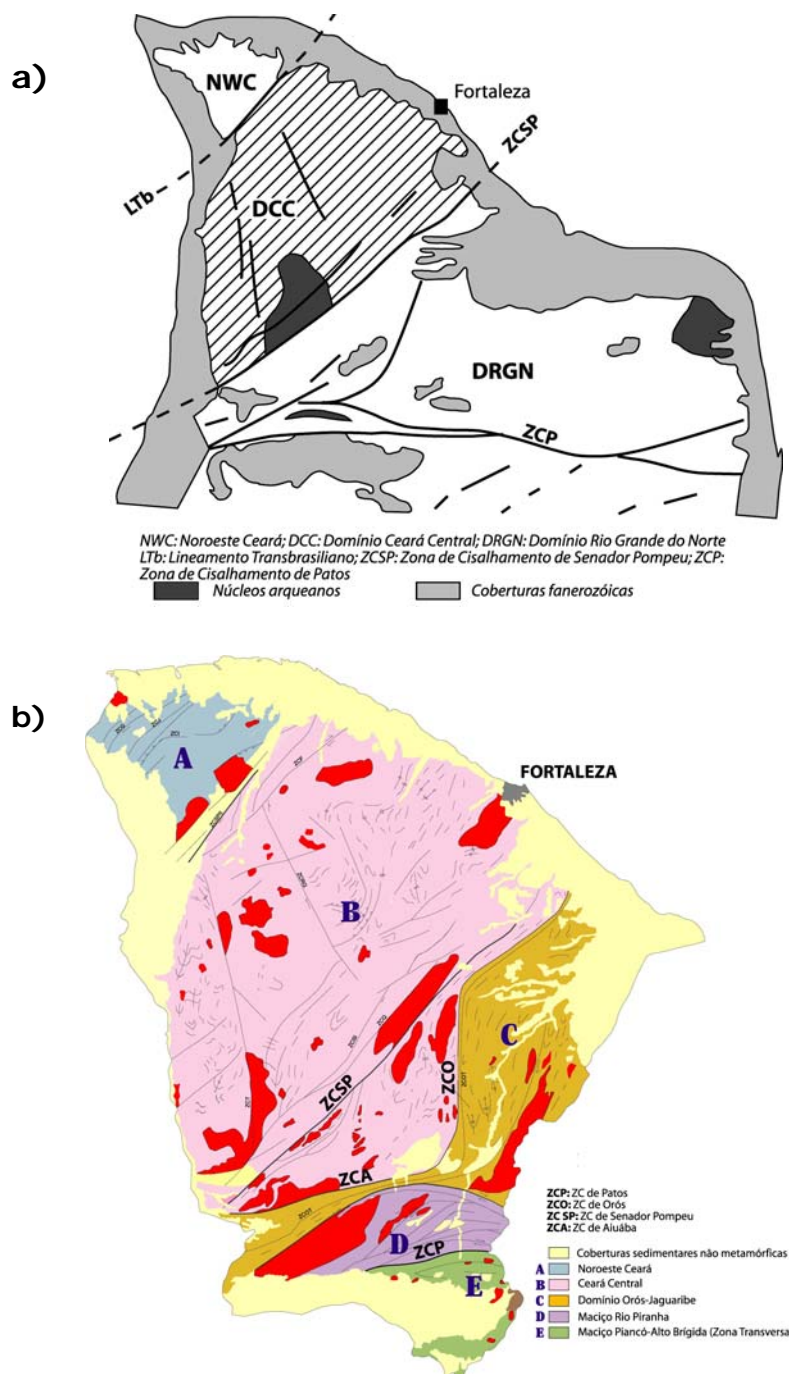 a)
NWC
Fortaleza
ZCSP
LTb
DCC
DRGN
ZCP
NWC: Noroeste Ceará; DCC: Domínio Ceará Central; DRGN: Domínio Rio Grande do Norte
LTb: Lineamento Transbrasiliano; ZCSP: Zona de Cisalhamento de Senador Pompeu; ZCP:
Zona de Cisalhamento de Patos
Núcleos arqueanos
Coberturas fanerozóicas
b)
A
FORTALEZA
B
C
ZCSP
ZCO
ZCA
D
ZCP
E
ZCP: ZC de Patos
ZCO: ZC de Orós
ZC SP: ZC de Senador Pompeu
ZCA: ZC de Aiuába
Coberturas sedimentares não metamórficas
A Noroeste Ceará
B Ceará Central
C Domínio Orós-Jaguaribe
D Maciço Rio Piranha
E Maciço Piancó-Alto Brígida (Zona Transversa